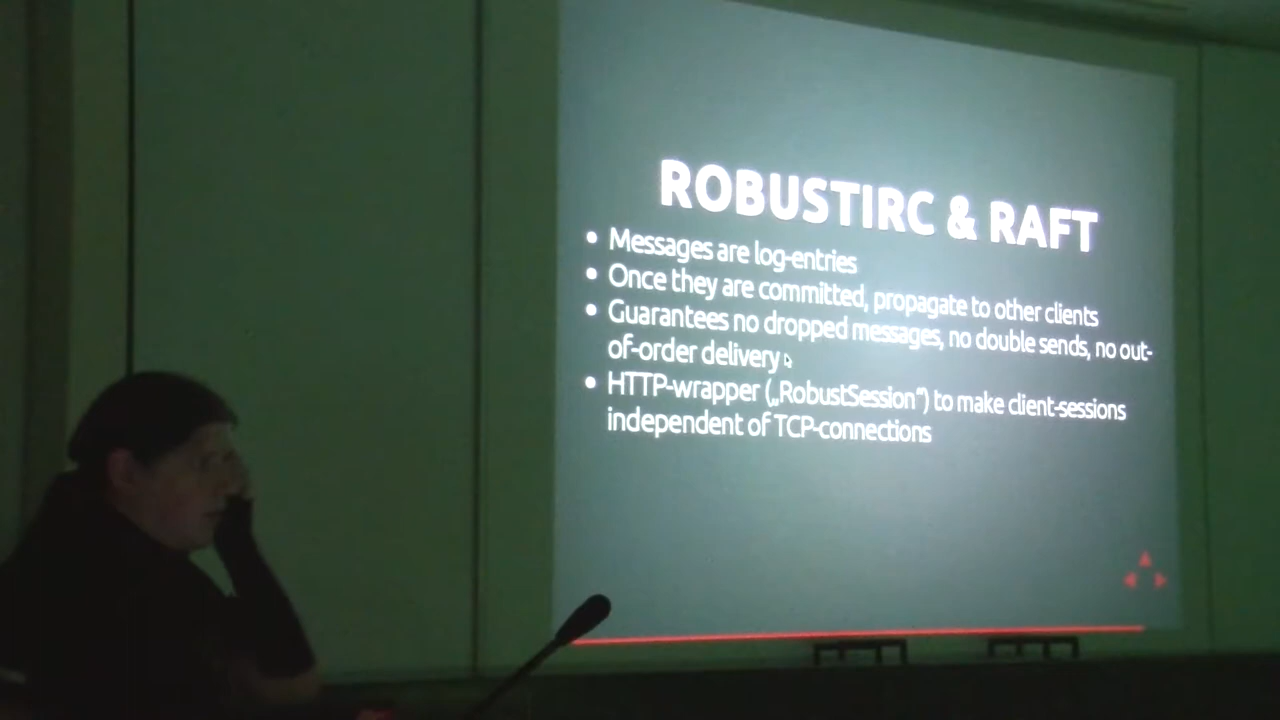 ROBUSTIRC & RAFT
• Messages are log-entries
• Once they are committed, propagate to other clients
• Guarantees no dropped messages, no double sends, no out-
of-order delivery
• HTTP-wrapper („RobustSession“) to make client-sessions
independent of TCP-connections